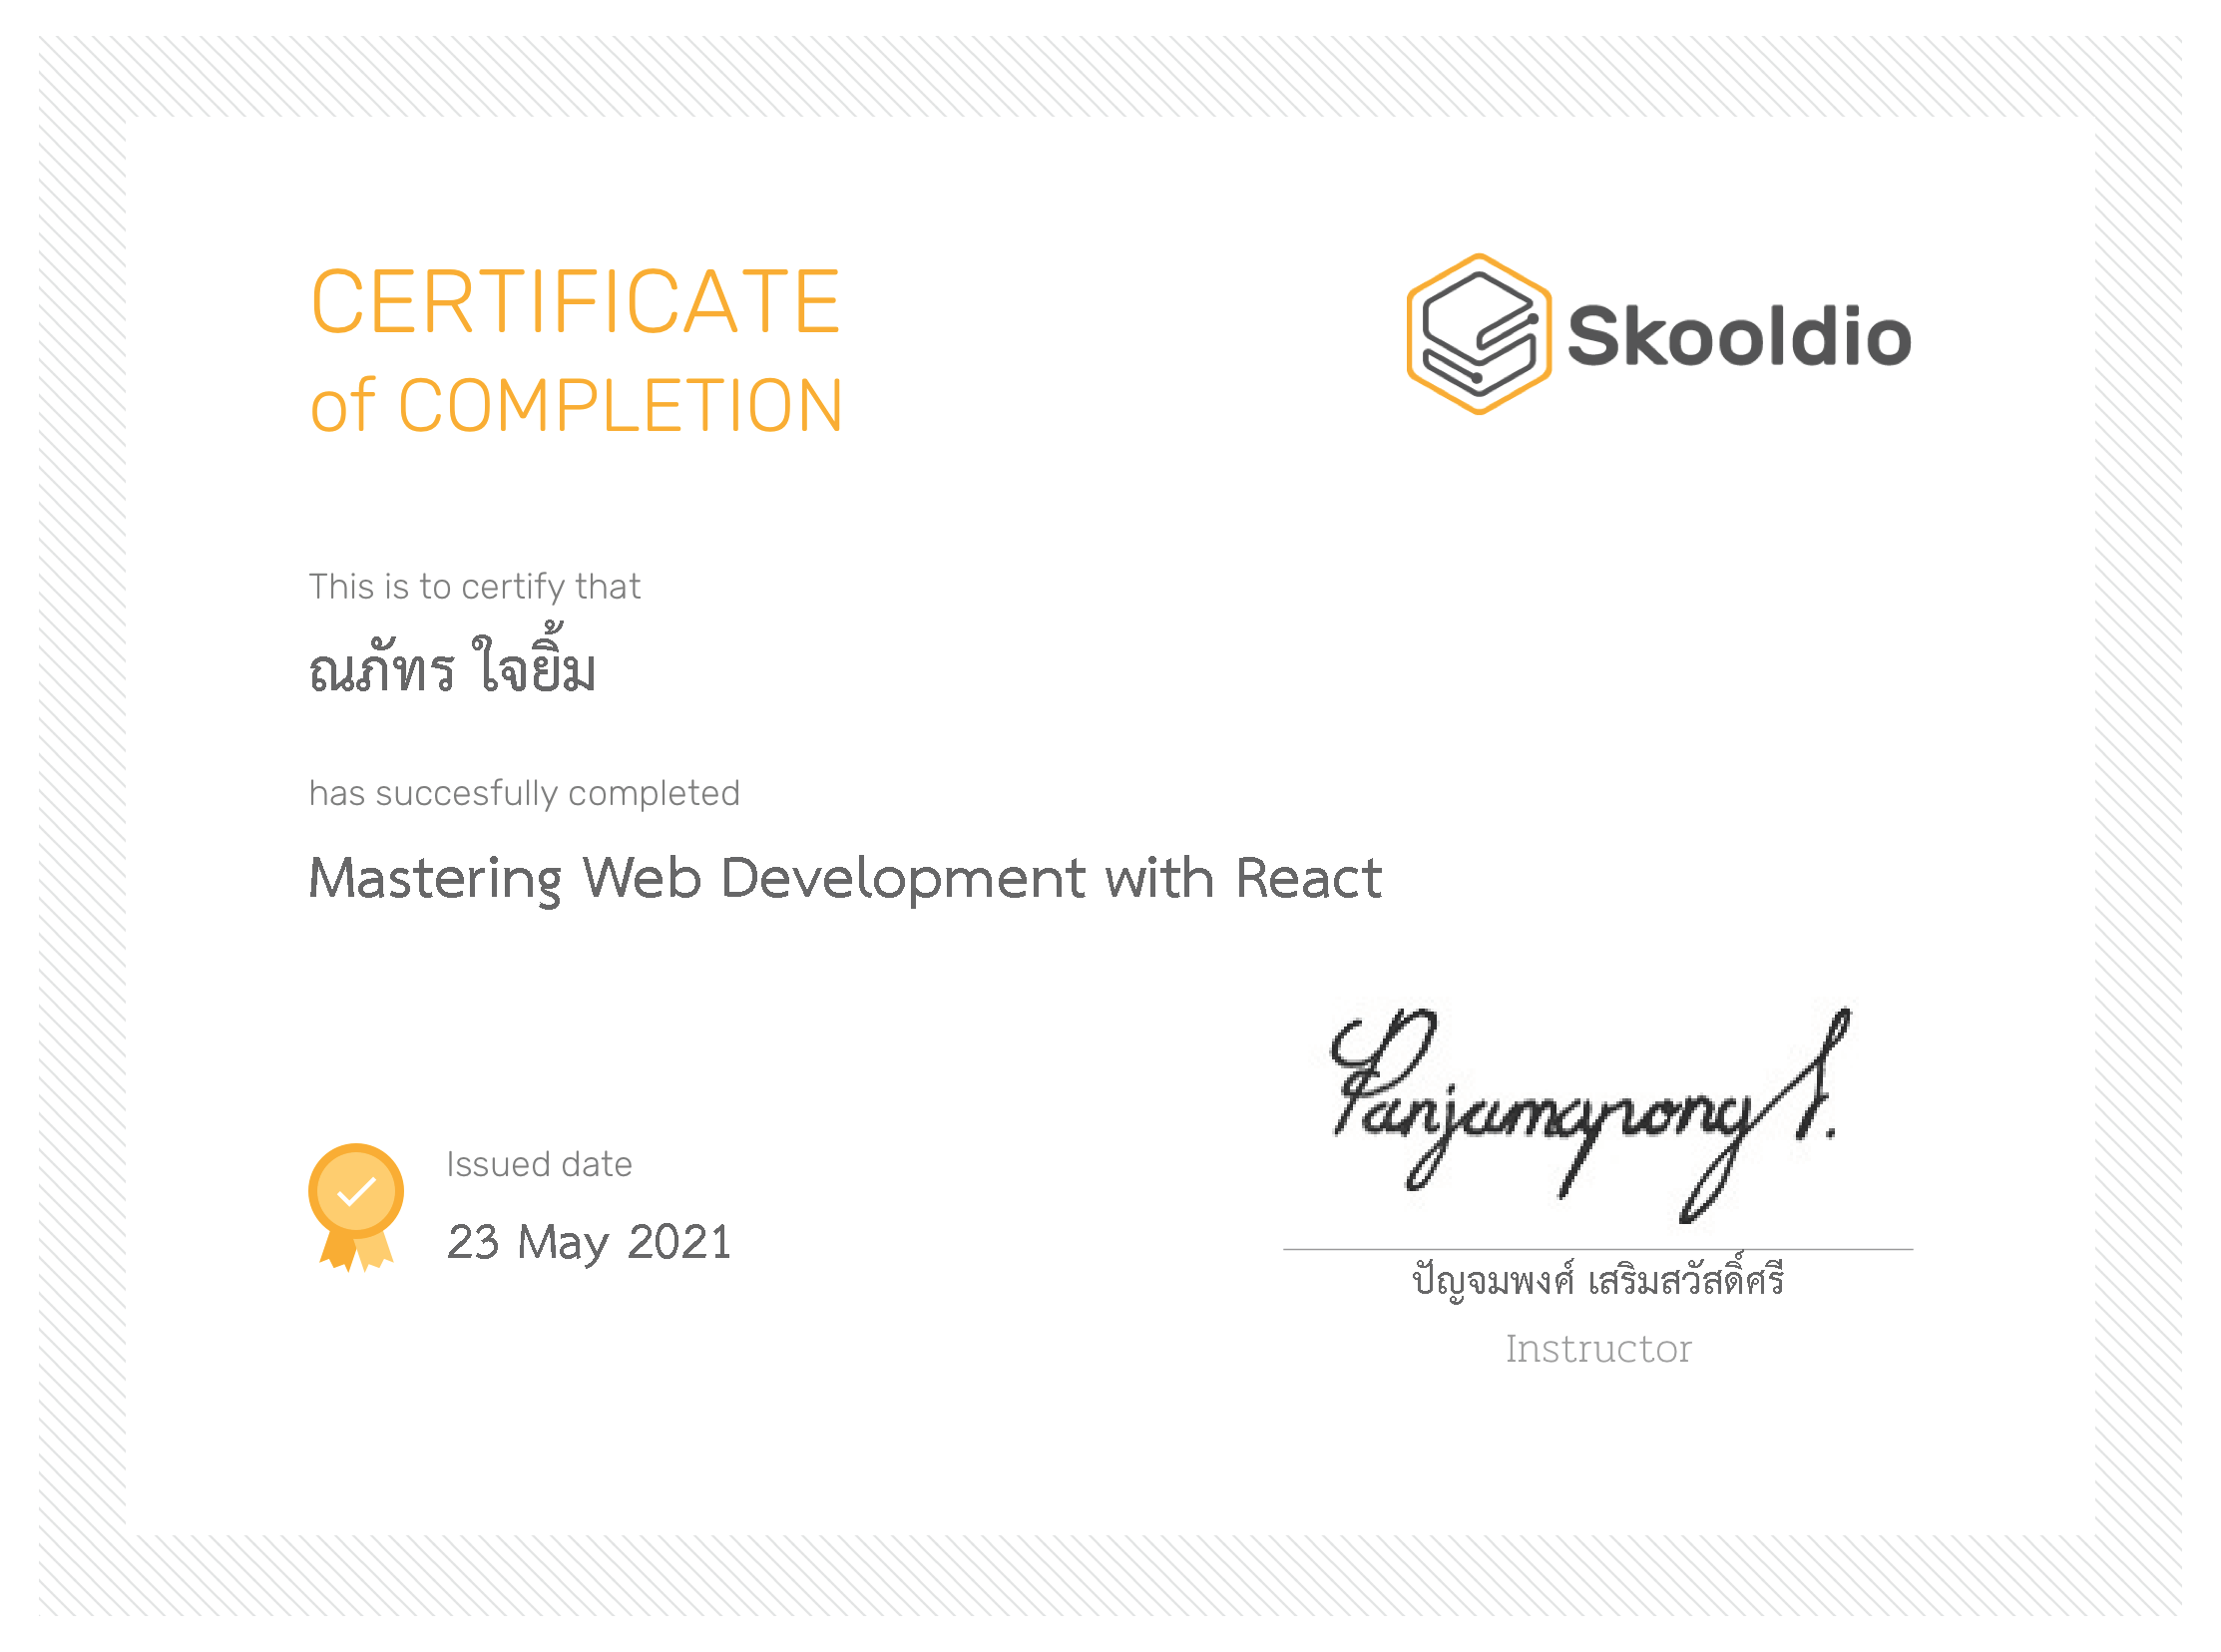 CERTIFICATE
of COMPLETION
Skooldio
This is to certify that
ณภัทร ใจยิ้ม
has succesfully completed
Mastering Web Development with React
Issued date
23 May 2021
Panjamapong S.
ปัญจมพงศ์ เสริมสวัสดิ์ศรี
Instructor